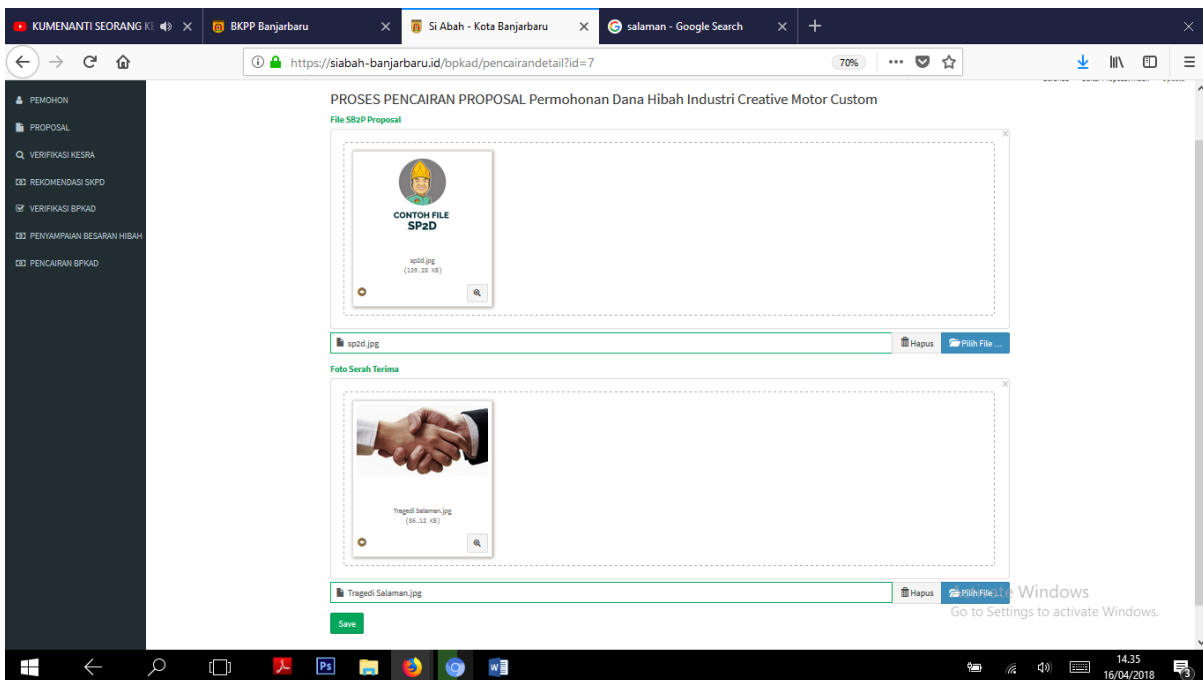 KUMENANTI SEORANG KE
BKPP Banjarbaru
Si Abah - Kota Banjarbaru
salaman - Google Search
https://siabah-banjarbaru.id/bpkad/pencairandetail?id=7
70%
PEMOHON
PROPOSAL
VERIFIKASI KESRA
REKOMENDASI SKPD
VERIFIKASI BPKAD
PENYAMPAIAN BESARAN HIBAH
PENCAIRAN BPKAD
PROSES PENCAIRAN PROPOSAL Permohonan Dana Hibah Industri Creative Motor Custom
File SB2P Proposal
CONTOH FILE
SP2D
sp2d.jpg
(139.28 KB)
sp2d.jpg
Hapus
Pilih File ...
Foto Serah Terima
Tragedi Salaman.jpg
(86.12 KB)
Tragedi Salaman.jpg
Hapus
Pilih File ...
Save
Activate Windows
Go to Settings to activate Windows.
Ps
14.35
16/04/2018
3